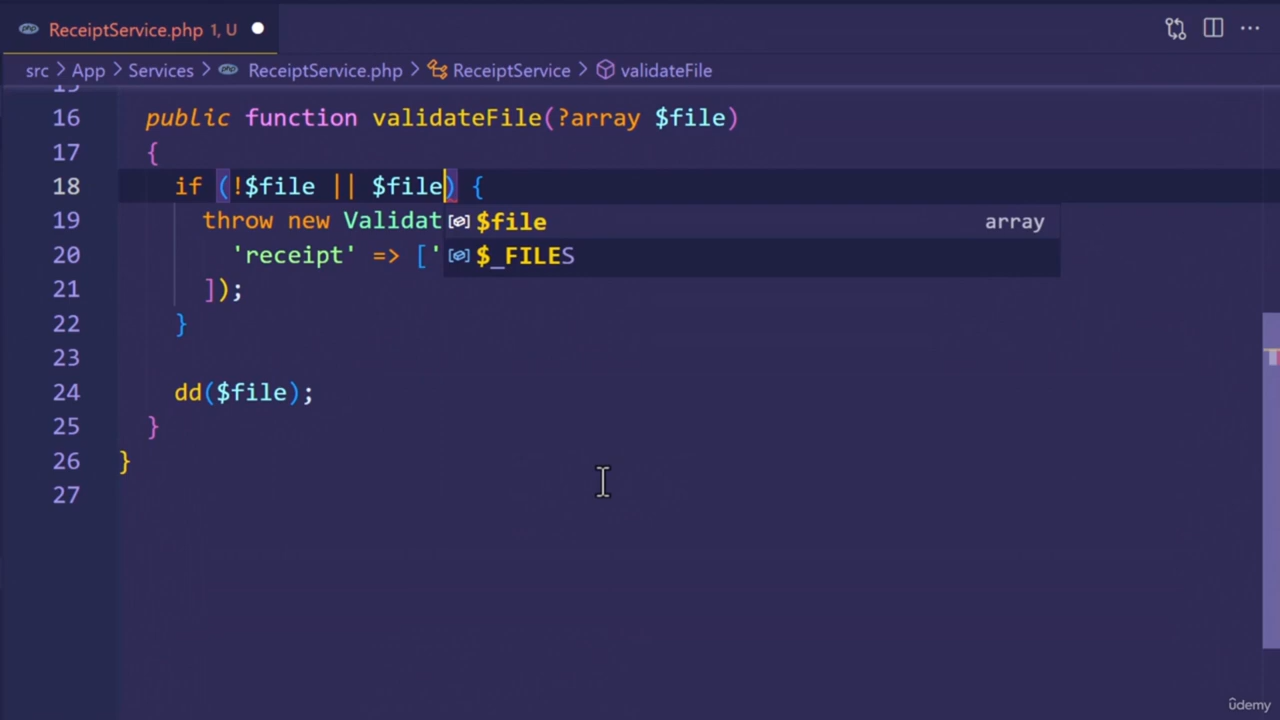 ReceiptService.php 1, U
src > App > Services > ReceiptService.php > ReceiptService > validateFile
16 public function validateFile(?array $file)
17 {
18 if (!$file || $file) {
19 throw new Validat
$file array
20 'receipt' => ['
$_FILES
21 ]);
22 }
23
24 dd($file);
25 }
26 }
27
ûdemy